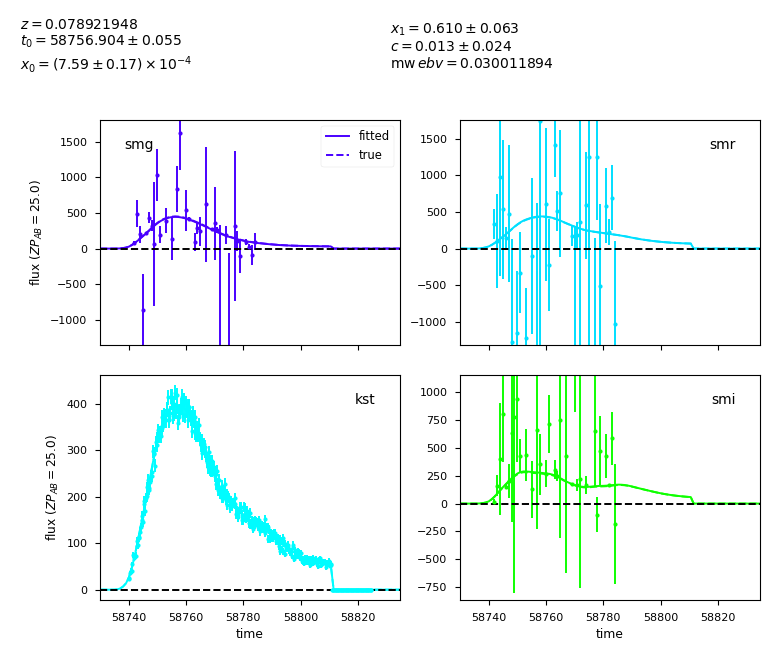 z = 0.078921948
t₀ = 58756.904 ± 0.055
x₀ = (7.59 ± 0.17) × 10⁻⁴
x₁ = 0.610 ± 0.063
c = 0.013 ± 0.024
mw ebv = 0.030011894
smg
fitted
true
1500
1000
500
0
−500
−1000
flux (ZP_AB = 25.0)
smr
1500
1000
500
0
−500
−1000
kst
400
300
200
100
0
flux (ZP_AB = 25.0)
58740 58760 58780 58800 58820
time
smi
1000
750
500
250
0
−250
−500
−750
58740 58760 58780 58800 58820
time